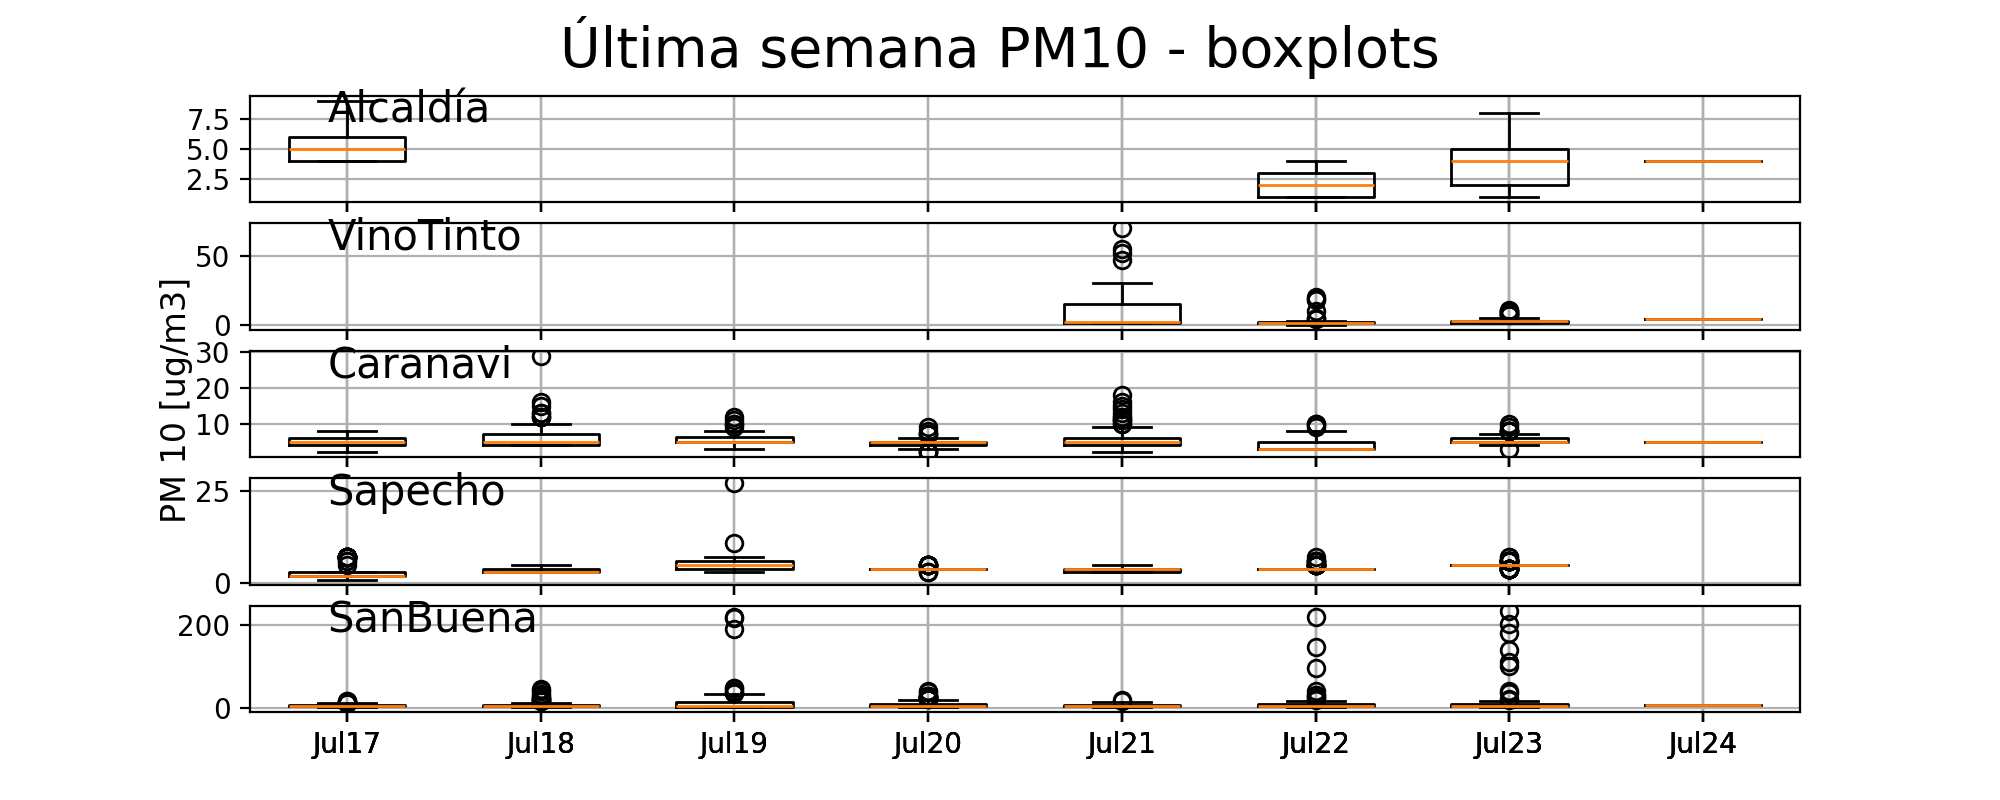 Última semana PM10 - boxplots
PM 10 [ug/m3]
Alcaldía
7.5
5.0
2.5
VinoTinto
50
0
Caranavi
30
20
10
Sapecho
25
0
SanBuena
200
0
Jul17 Jul18 Jul19 Jul20 Jul21 Jul22 Jul23 Jul24